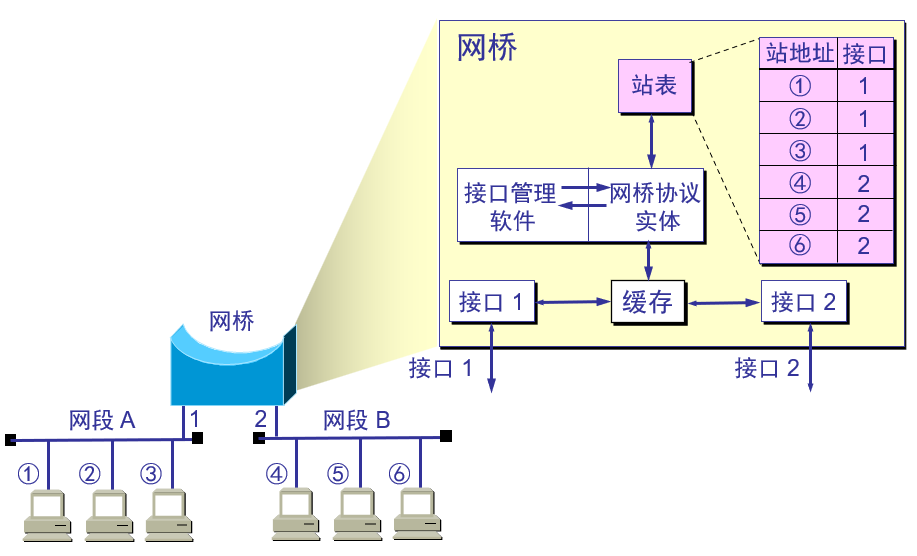 网桥
站表
站地址 接口
① 1
② 1
③ 1
④ 2
⑤ 2
⑥ 2
接口管理
软件
网桥协议
实体
接口 1
缓存
接口 2
网桥
接口 1
接口 2
网段 A
1
2
网段 B
①
②
③
④
⑤
⑥